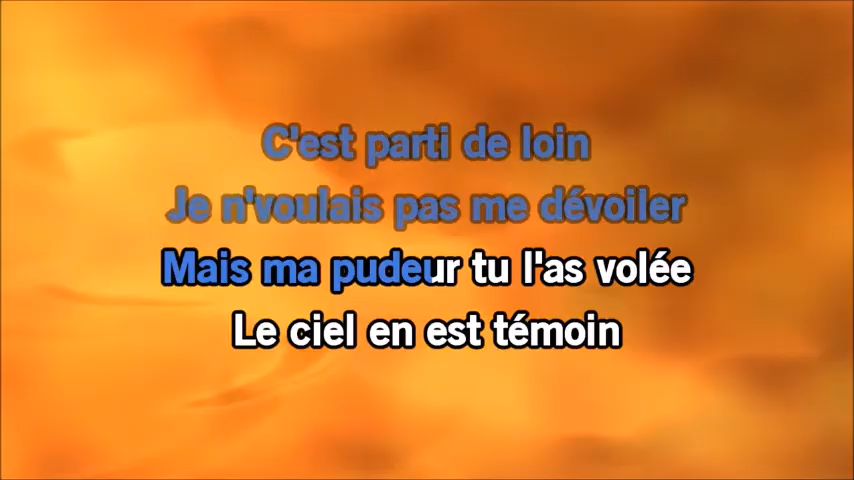 C'est parti de loin
Je n'voulais pas me dévoiler
Mais ma pudeur tu l'as volée
Le ciel en est témoin